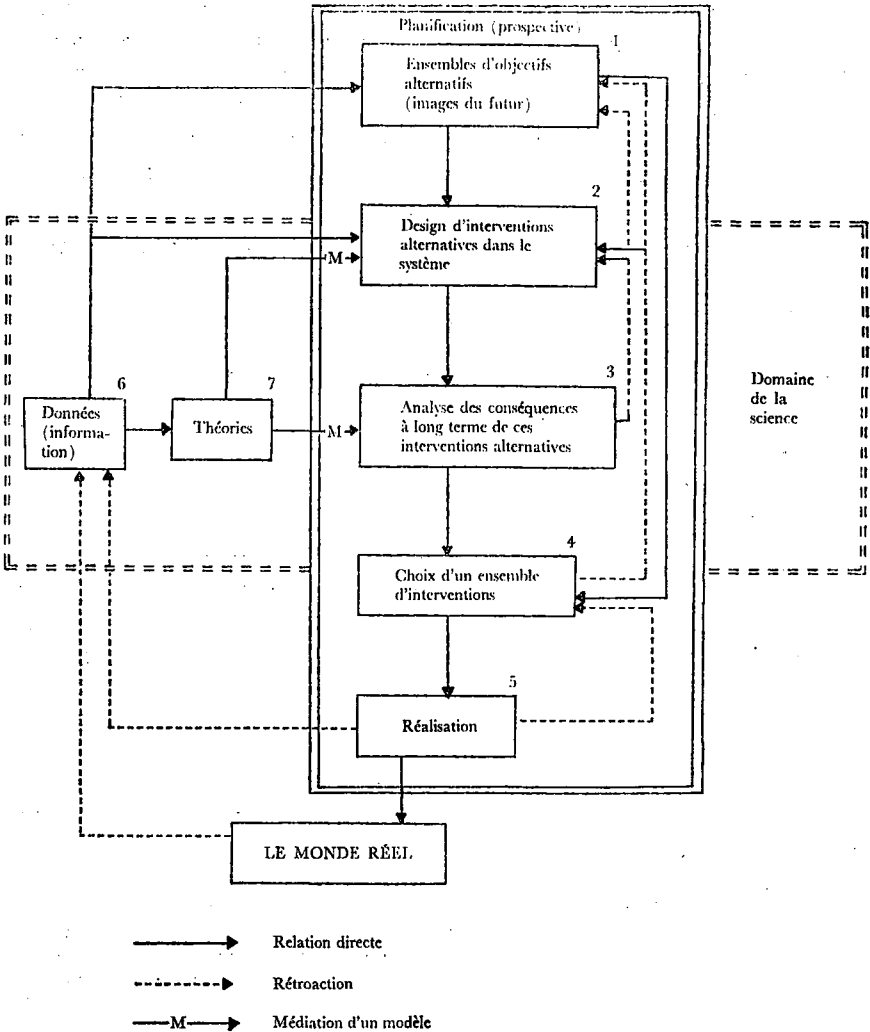 Planification (prospective)
1
Ensembles d'objectifs
alternatifs
(images du futur)
2
Design d'interventions
alternatives dans le
système
M
3
Analyse des conséquences
à long terme de ces
interventions alternatives
M
6
Données
(informa-
tion)
7
Théories
Domaine
de la
science
4
Choix d'un ensemble
d'interventions
5
Réalisation
LE MONDE RÉEL
Relation directe
Rétroaction
M
Médiation d'un modèle